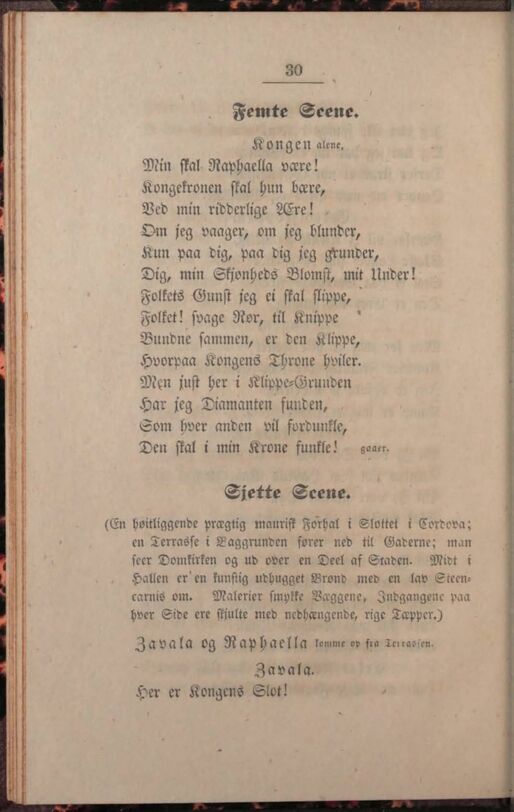 30
Femte Scene.
Kongen alene.
Min skal Raphaella være!
Kongekronen skal hun bære,
Ved min ridderlige Ære!
Om jeg vaager, om jeg blunder,
Kun paa dig, paa dig jeg grunder,
Dig, min Skjønheds Blomst, mit Under!
Folkets Gunst jeg ei skal slippe,
Folket! svage Rør, til Knippe
Bundne sammen, er den Klippe,
Hvorpaa Kongens Throne hviler.
Men just her i Klippe-Grunden
Har jeg Diamanten funden,
Som hver anden vil fordunkle,
Den skal i min Krone funkle! gaaer.
Sjette Scene.
(En høitliggende prægtig maurisk Forhal i Slottet i Cordova;
en Terrasse i Baggrunden fører ned til Gaderne; man
seer Domkirken og ud over en Deel af Staden. Midt i
Hallen er en kunstig udhugget Brønd med en lav Steen-
carnis om. Malerier smykke Væggene, Indgangene paa
hver Side ere skjulte med nedhængende, rige Tæpper.)
Zavala og Raphaella komme op fra Terrassen.
Zavala.
Her er Kongens Slot!